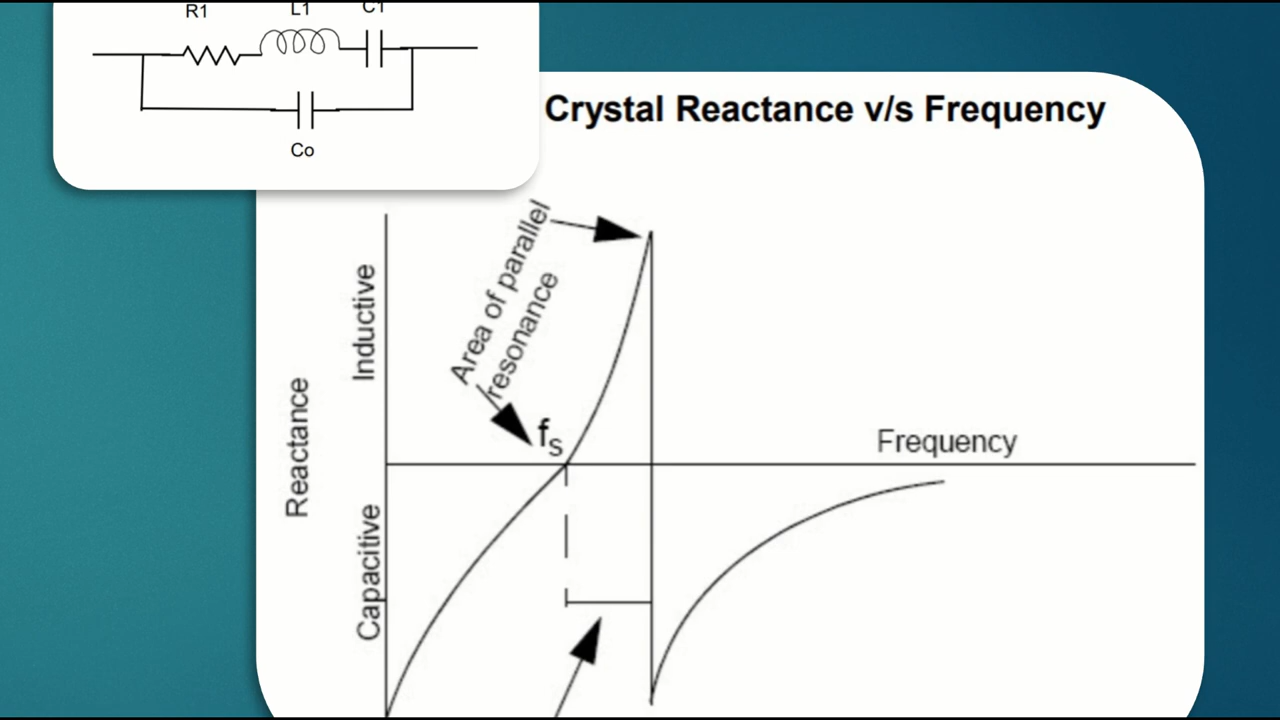 R1
L1
C1
Co
Crystal Reactance v/s Frequency
Area of parallel
resonance
Inductive
Reactance
Capacitive
fs
Frequency